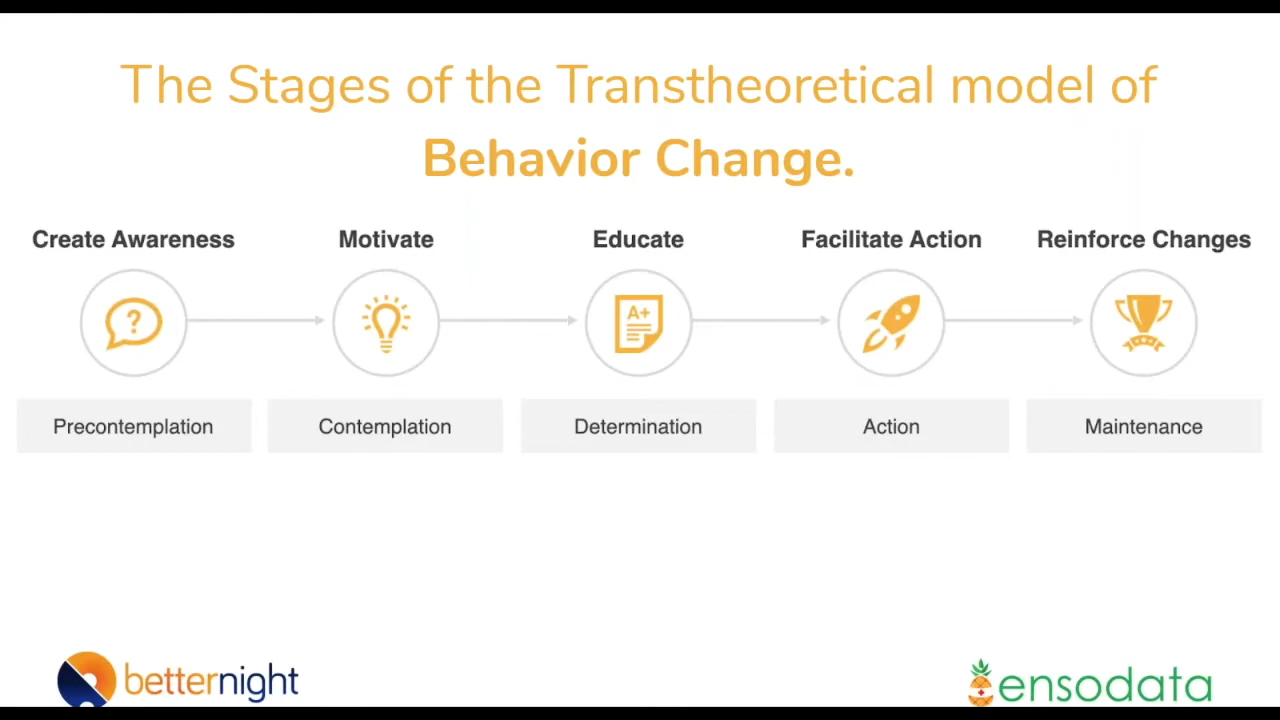 The Stages of the Transtheoretical model of
Behavior Change.
Create Awareness
Motivate
Educate
Facilitate Action
Reinforce Changes
?
A+
Precontemplation
Contemplation
Determination
Action
Maintenance
betternight
ensodata